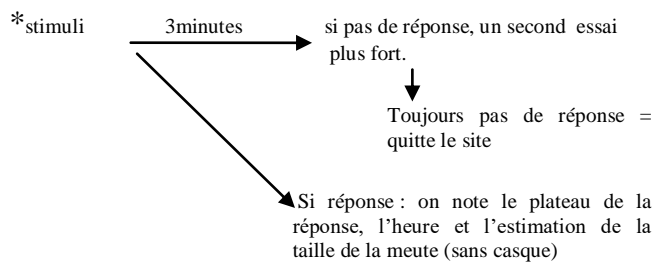 *stimuli 3minutes si pas de réponse, un second essai
plus fort.
Toujours pas de réponse =
quitte le site
Si réponse : on note le plateau de la
réponse, l’heure et l’estimation de la
taille de la meute (sans casque)